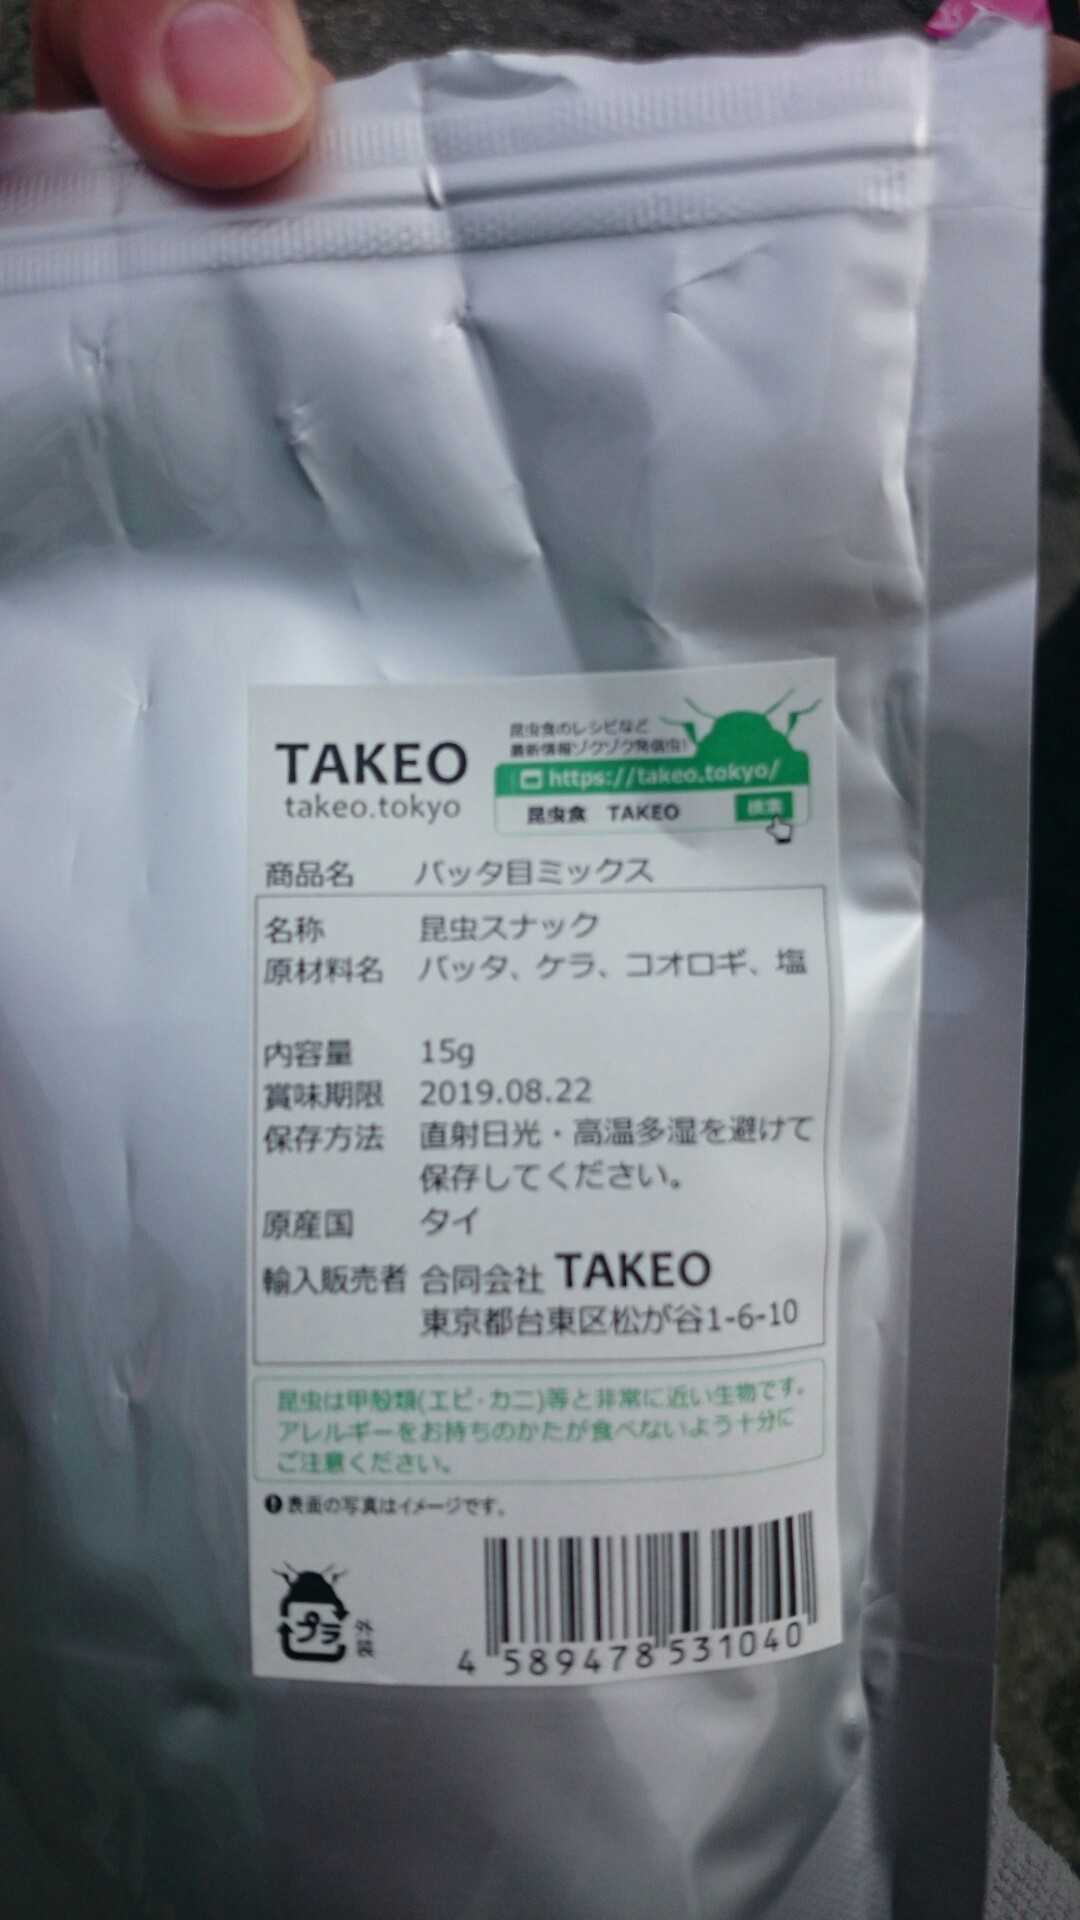 TAKEO
takeo.tokyo
昆虫食のレシピなど
最新情報ゾクゾク発信虫!
https://takeo.tokyo/
昆虫食 TAKEO 検索
商品名 バッタ目ミックス
名称 昆虫スナック
原材料名 バッタ、ケラ、コオロギ、塩
内容量 15g
賞味期限 2019.08.22
保存方法 直射日光・高温多湿を避けて
保存してください。
原産国 タイ
輸入販売者 合同会社 TAKEO
東京都台東区松が谷1-6-10
昆虫は甲殻類(エビ・カニ)等と非常に近い生物です。
アレルギーをお持ちのかたが食べないよう十分に
ご注意ください。
❶表面の写真はイメージです。
プラ 外装
4 589478 531040